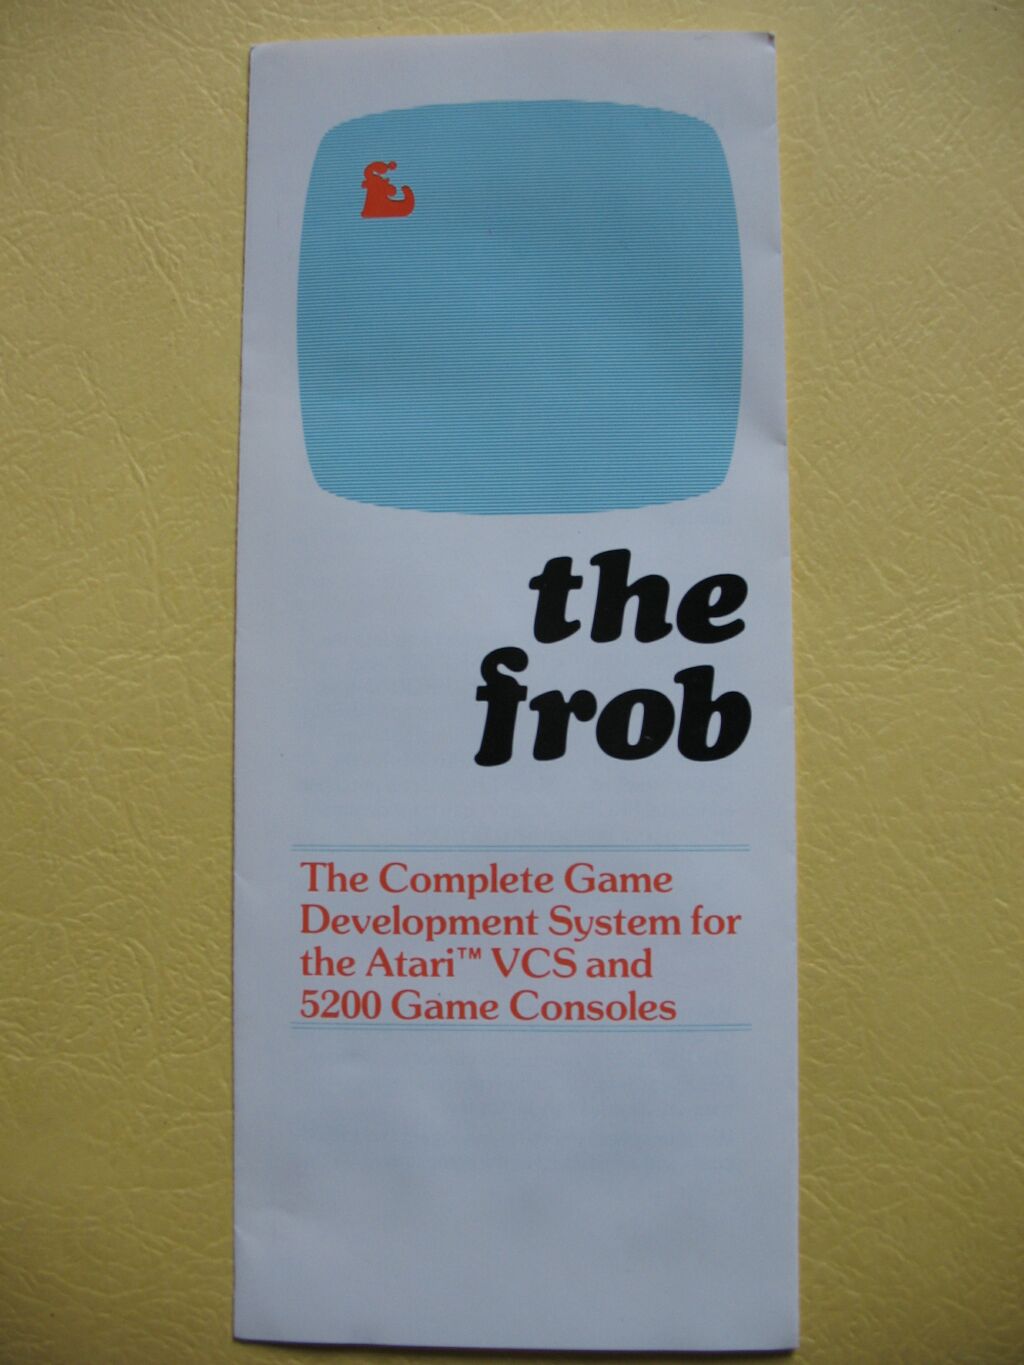 the
frob
The Complete Game
Development System for
the Atari™ VCS and
5200 Game Consoles